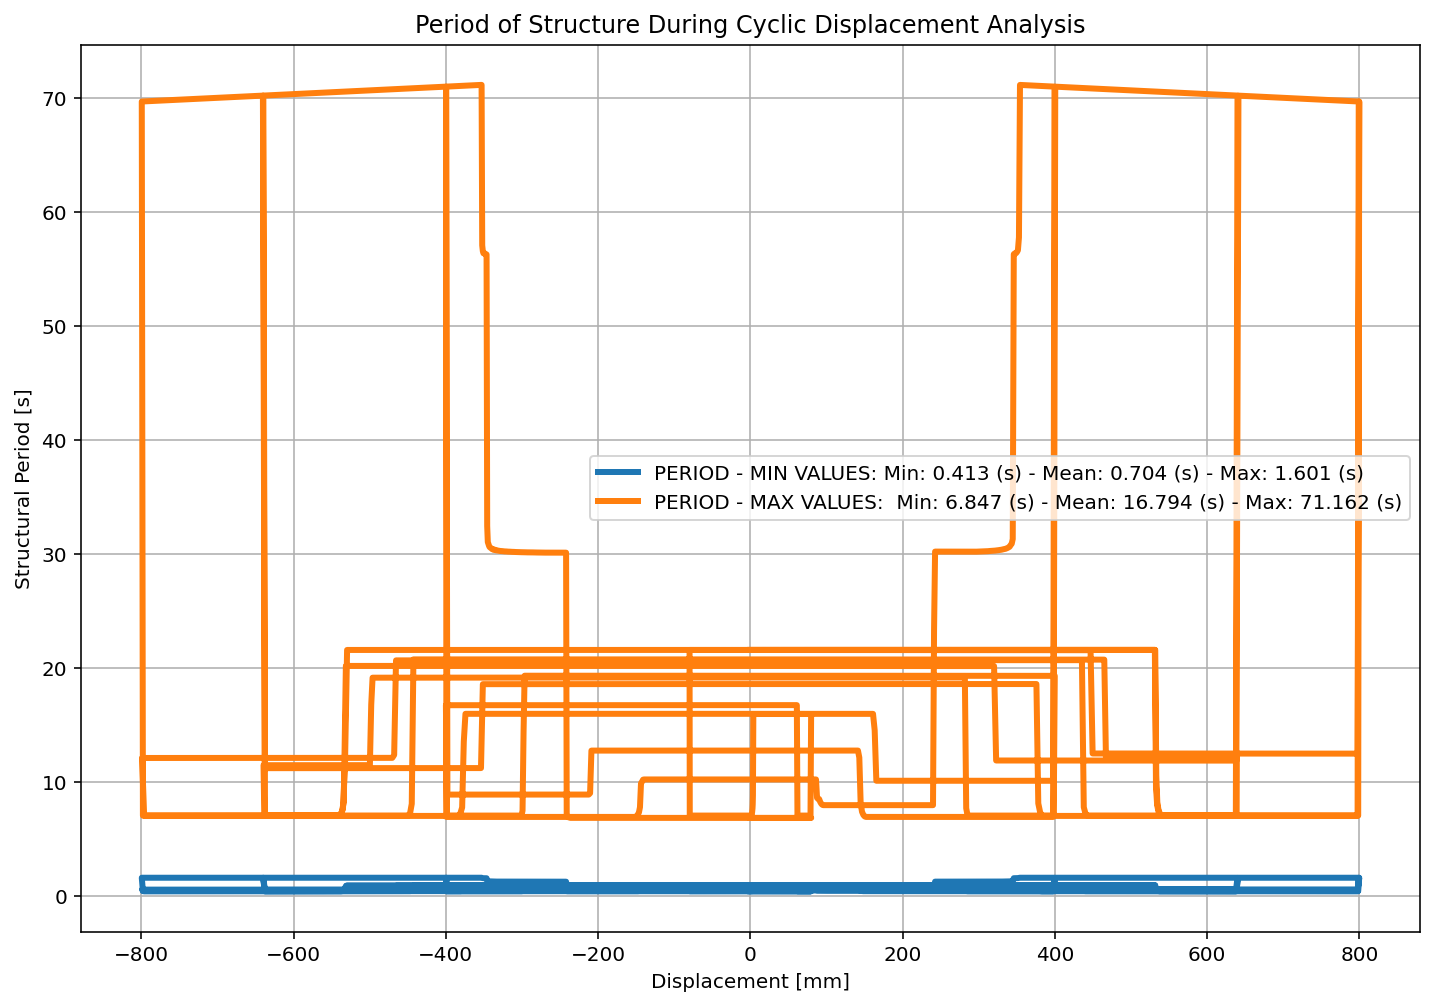 Period of Structure During Cyclic Displacement Analysis
Structural Period [s]
70
60
50
40
30
20
10
0
PERIOD - MIN VALUES: Min: 0.413 (s) - Mean: 0.704 (s) - Max: 1.601 (s)
PERIOD - MAX VALUES:  Min: 6.847 (s) - Mean: 16.794 (s) - Max: 71.162 (s)
−800 −600 −400 −200 0 200 400 600 800
Displacement [mm]